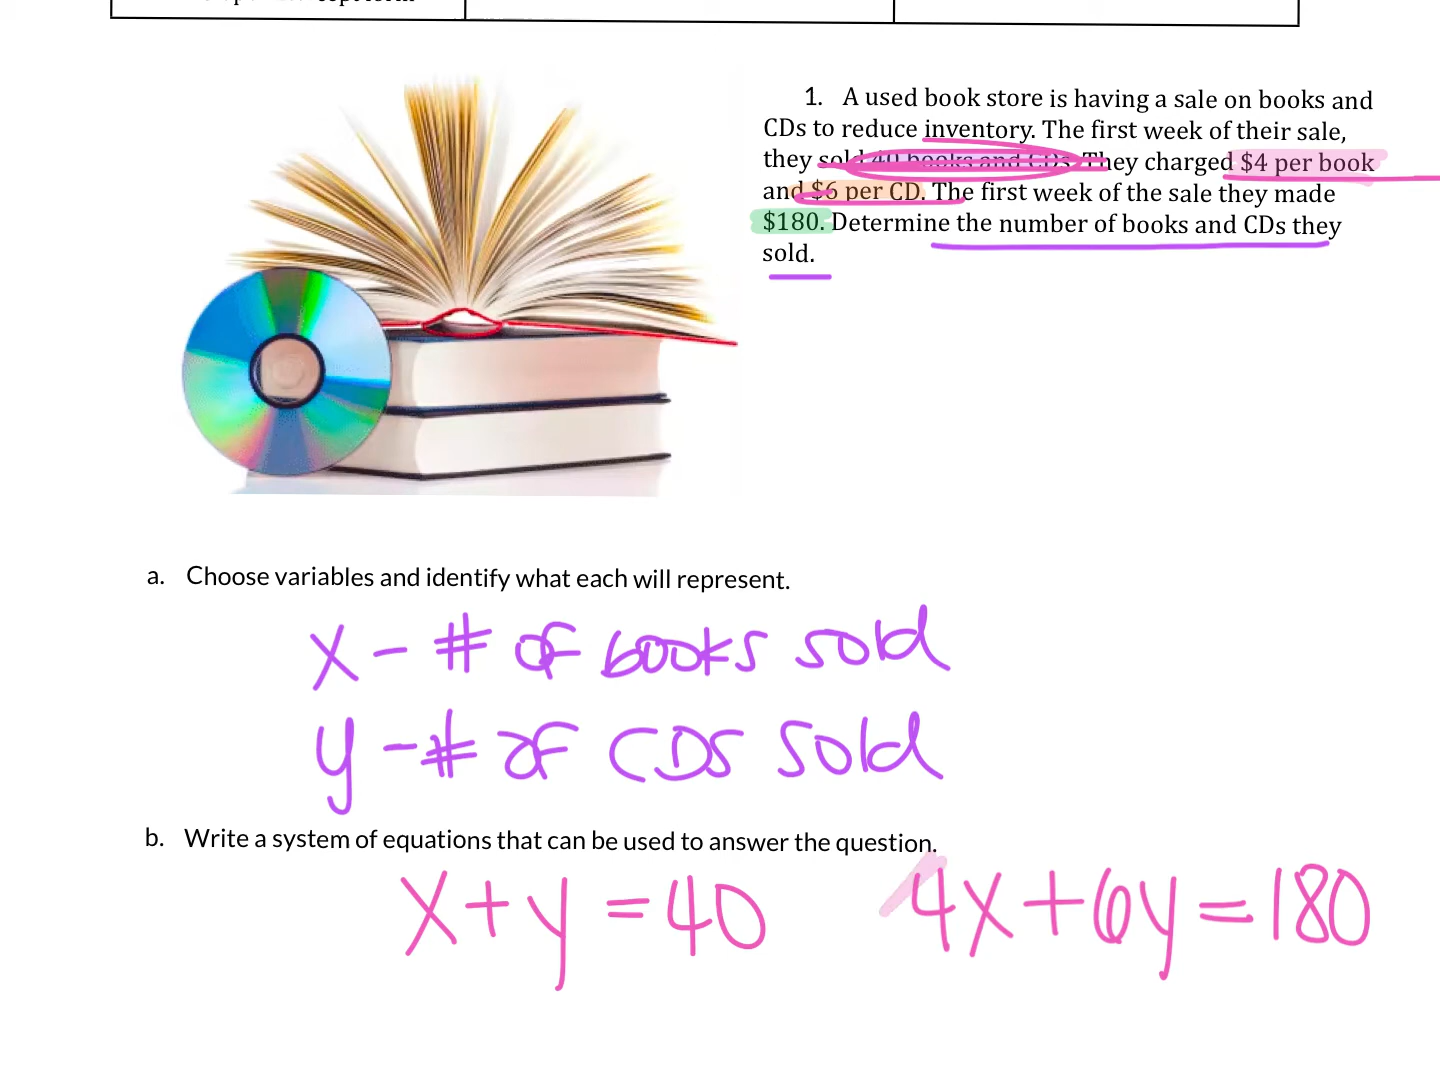 1. A used book store is having a sale on books and
CDs to reduce inventory. The first week of their sale,
they sold 40 books and CDs. They charged $4 per book
and $6 per CD. The first week of the sale they made
$180. Determine the number of books and CDs they
sold.
a. Choose variables and identify what each will represent.
x - # of books sold
y - # of CDs sold
b. Write a system of equations that can be used to answer the question.
x + y = 40 4x + 6y = 180